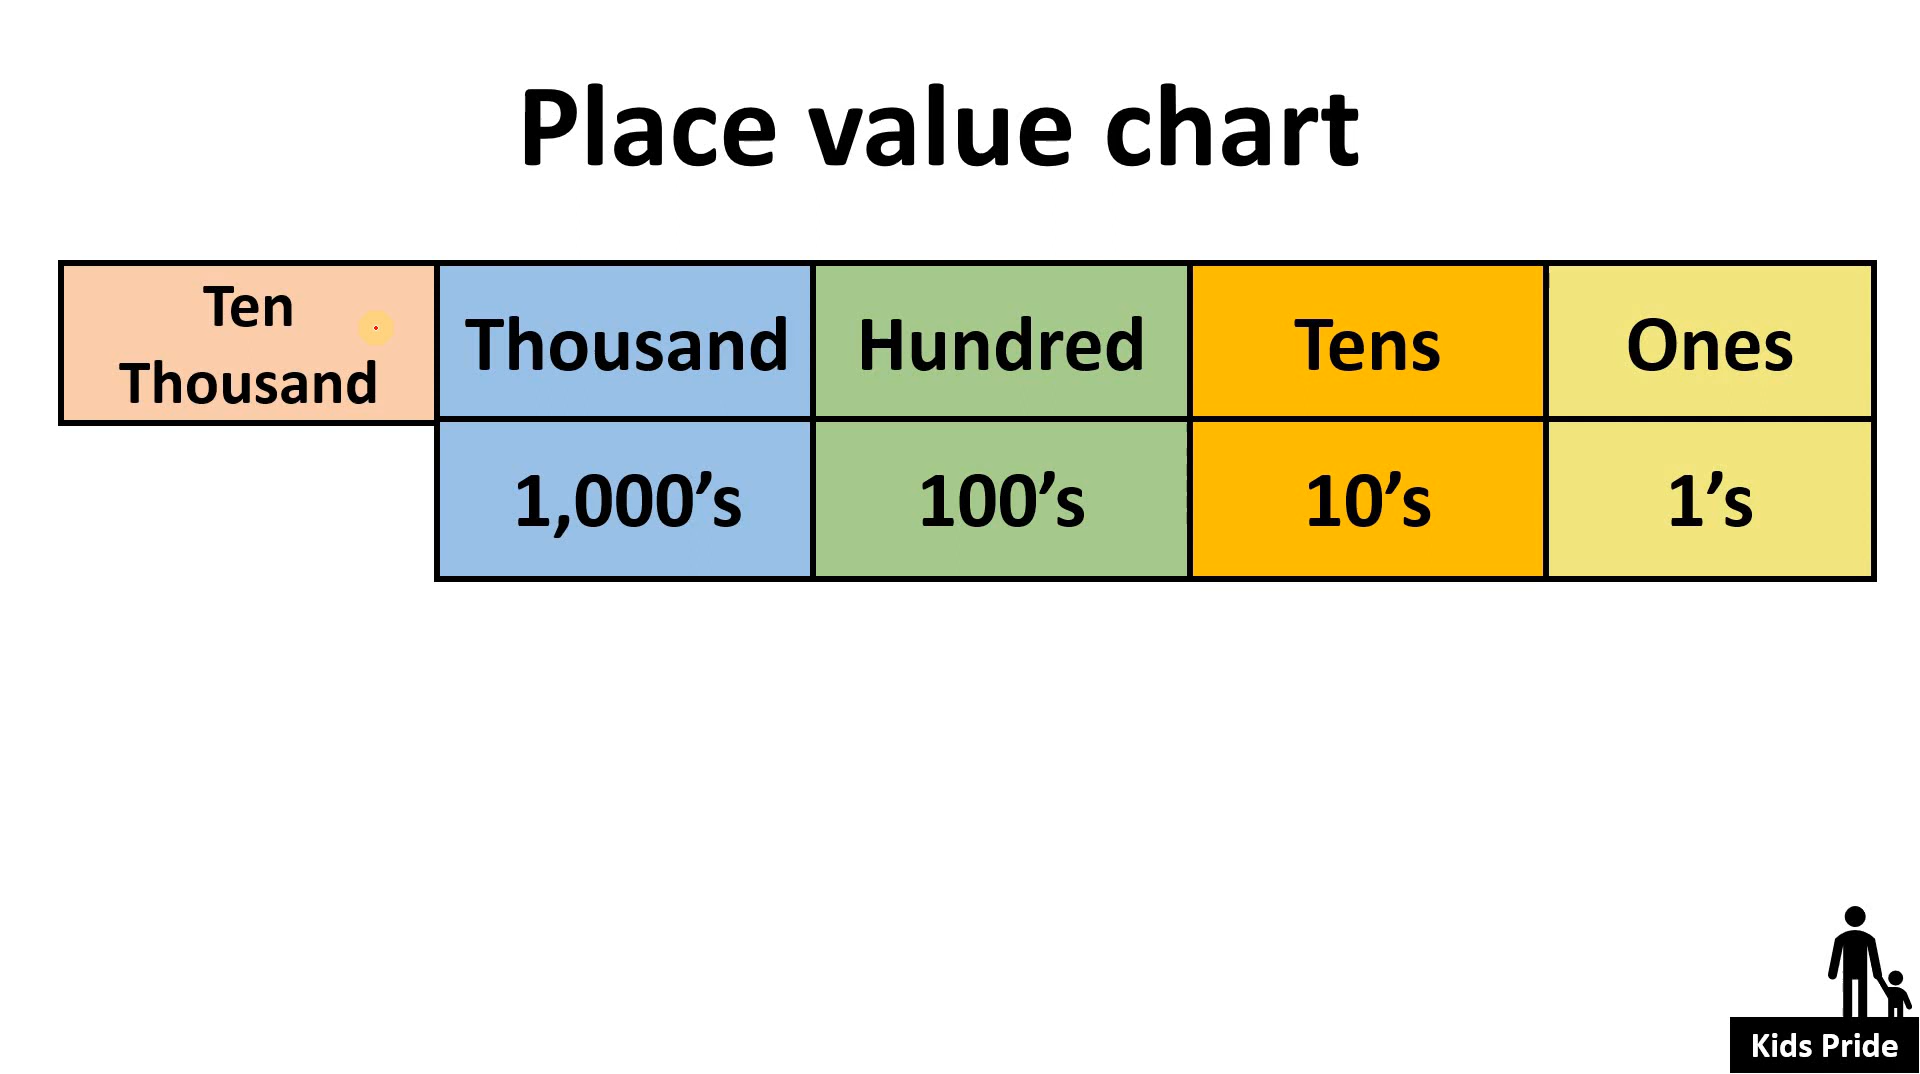 Place value chart
Ten
Thousand
Thousand
Hundred
Tens
Ones
1,000’s
100’s
10’s
1’s
Kids Pride